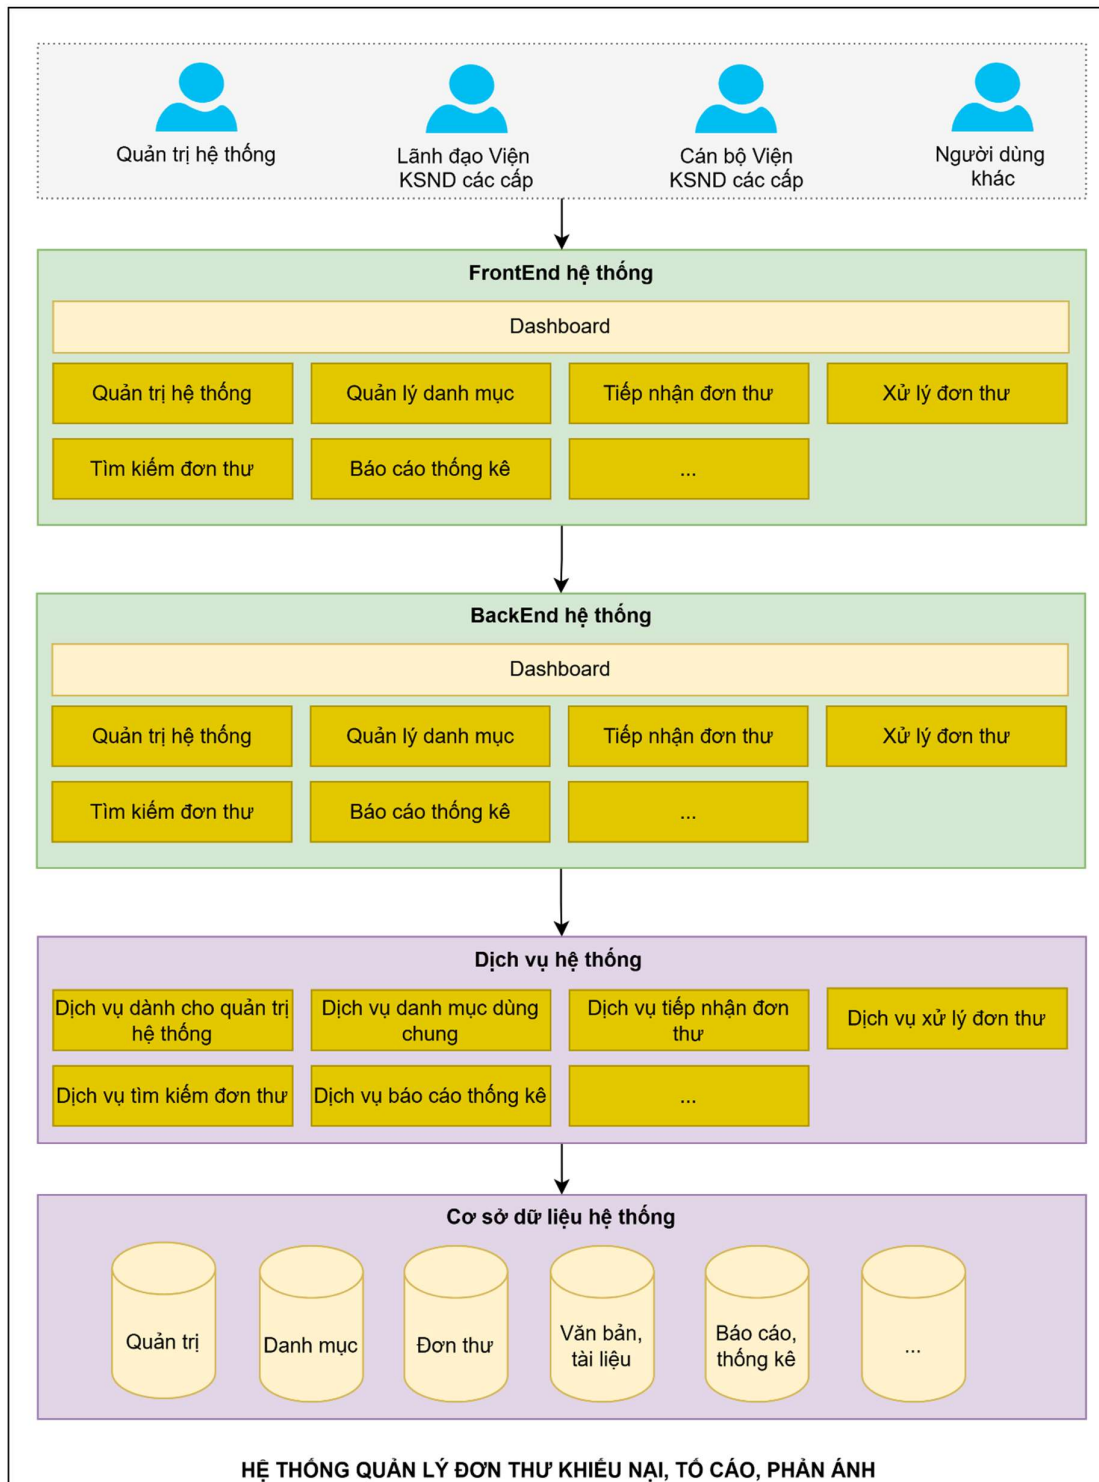 Quản trị hệ thống
Lãnh đạo Viện
KSND các cấp
Cán bộ Viện
KSND các cấp
Người dùng
khác
FrontEnd hệ thống
Dashboard
Quản trị hệ thống
Quản lý danh mục
Tiếp nhận đơn thư
Xử lý đơn thư
Tìm kiếm đơn thư
Báo cáo thống kê
...
BackEnd hệ thống
Dashboard
Quản trị hệ thống
Quản lý danh mục
Tiếp nhận đơn thư
Xử lý đơn thư
Tìm kiếm đơn thư
Báo cáo thống kê
...
Dịch vụ hệ thống
Dịch vụ dành cho quản trị
hệ thống
Dịch vụ danh mục dùng
chung
Dịch vụ tiếp nhận đơn
thư
Dịch vụ xử lý đơn thư
Dịch vụ tìm kiếm đơn thư
Dịch vụ báo cáo thống kê
...
Cơ sở dữ liệu hệ thống
Quản trị
Danh mục
Đơn thư
Văn bản,
tài liệu
Báo cáo,
thống kê
...
HỆ THỐNG QUẢN LÝ ĐƠN THƯ KHIẾU NẠI, TỐ CÁO, PHẢN ÁNH